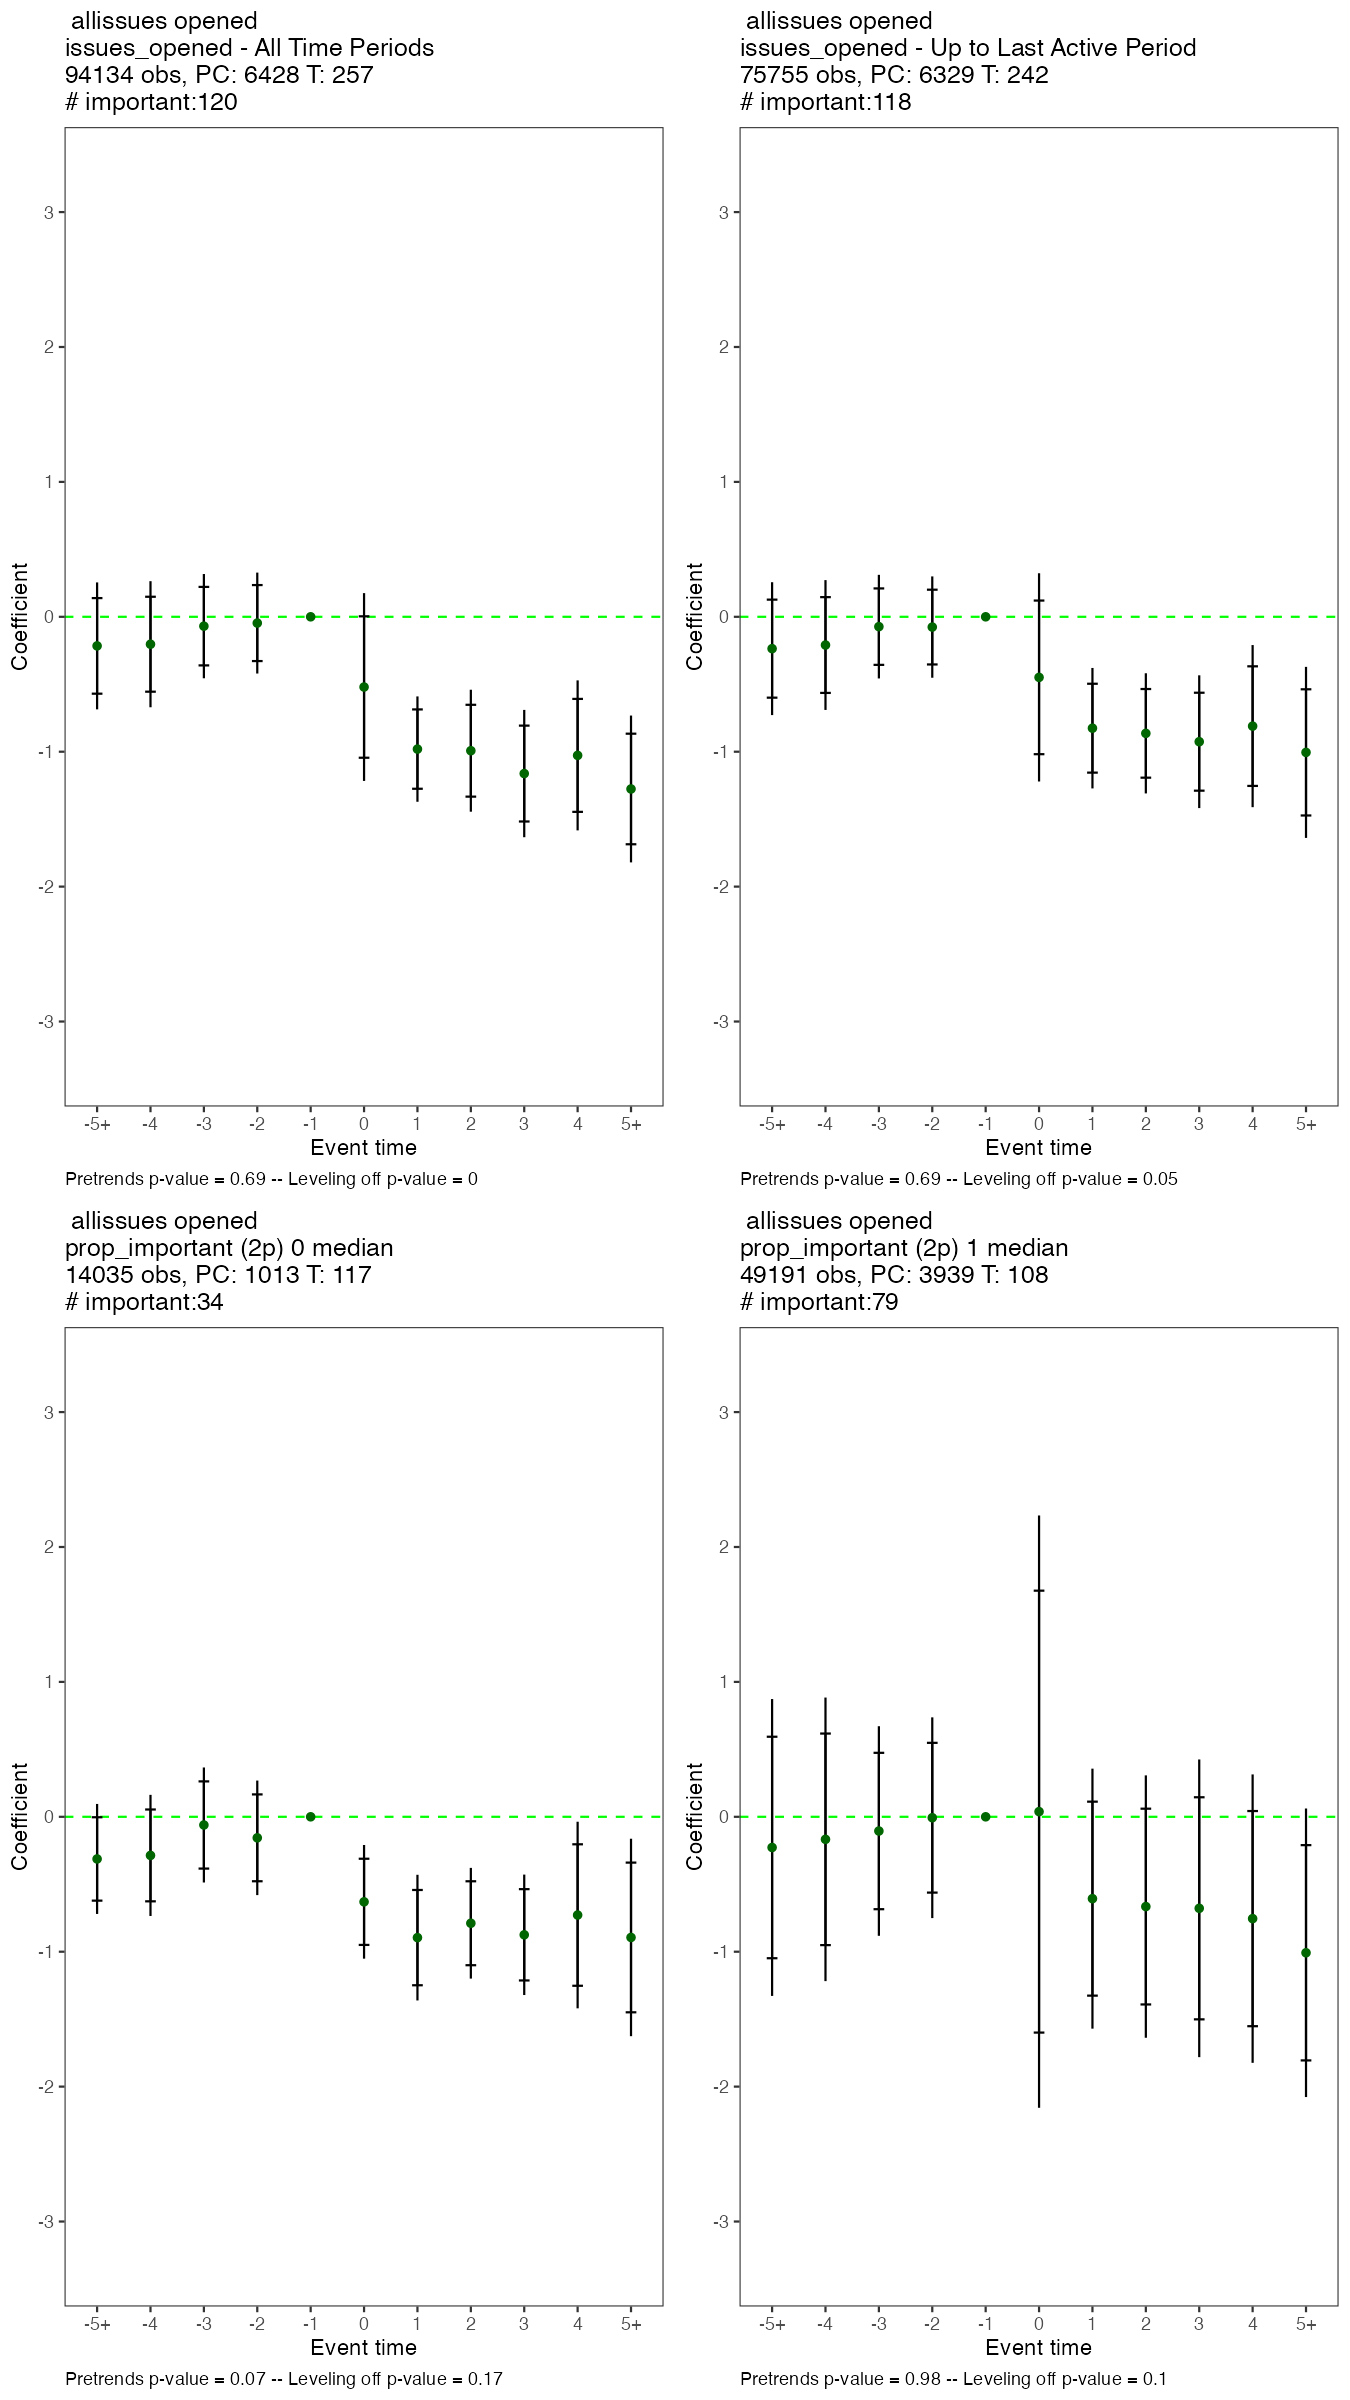 allissues opened
issues_opened - All Time Periods
94134 obs, PC: 6428 T: 257
# important:120
3
2
1
0
-1
-2
-3
Coefficient
-5+ -4 -3 -2 -1 0 1 2 3 4 5+
Event time
Pretrends p-value = 0.69 -- Leveling off p-value = 0
allissues opened
issues_opened - Up to Last Active Period
75755 obs, PC: 6329 T: 242
# important:118
3
2
1
0
-1
-2
-3
Coefficient
-5+ -4 -3 -2 -1 0 1 2 3 4 5+
Event time
Pretrends p-value = 0.69 -- Leveling off p-value = 0.05
allissues opened
prop_important (2p) 0 median
14035 obs, PC: 1013 T: 117
# important:34
3
2
1
0
-1
-2
-3
Coefficient
-5+ -4 -3 -2 -1 0 1 2 3 4 5+
Event time
Pretrends p-value = 0.07 -- Leveling off p-value = 0.17
allissues opened
prop_important (2p) 1 median
49191 obs, PC: 3939 T: 108
# important:79
3
2
1
0
-1
-2
-3
Coefficient
-5+ -4 -3 -2 -1 0 1 2 3 4 5+
Event time
Pretrends p-value = 0.98 -- Leveling off p-value = 0.1